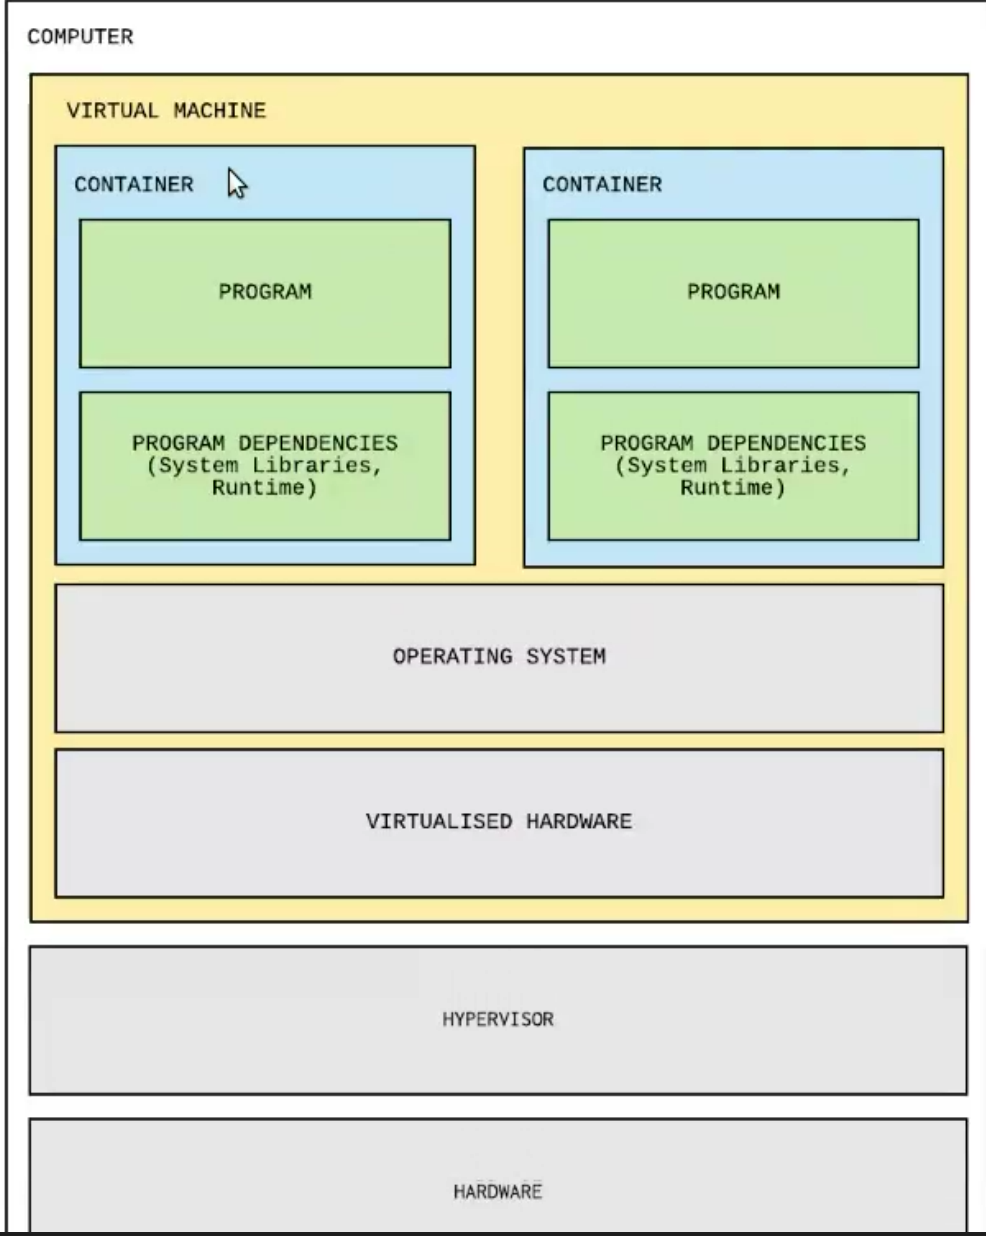 COMPUTER
VIRTUAL MACHINE
CONTAINER
PROGRAM
PROGRAM DEPENDENCIES
(System Libraries,
Runtime)
CONTAINER
PROGRAM
PROGRAM DEPENDENCIES
(System Libraries,
Runtime)
OPERATING SYSTEM
VIRTUALISED HARDWARE
HYPERVISOR
HARDWARE